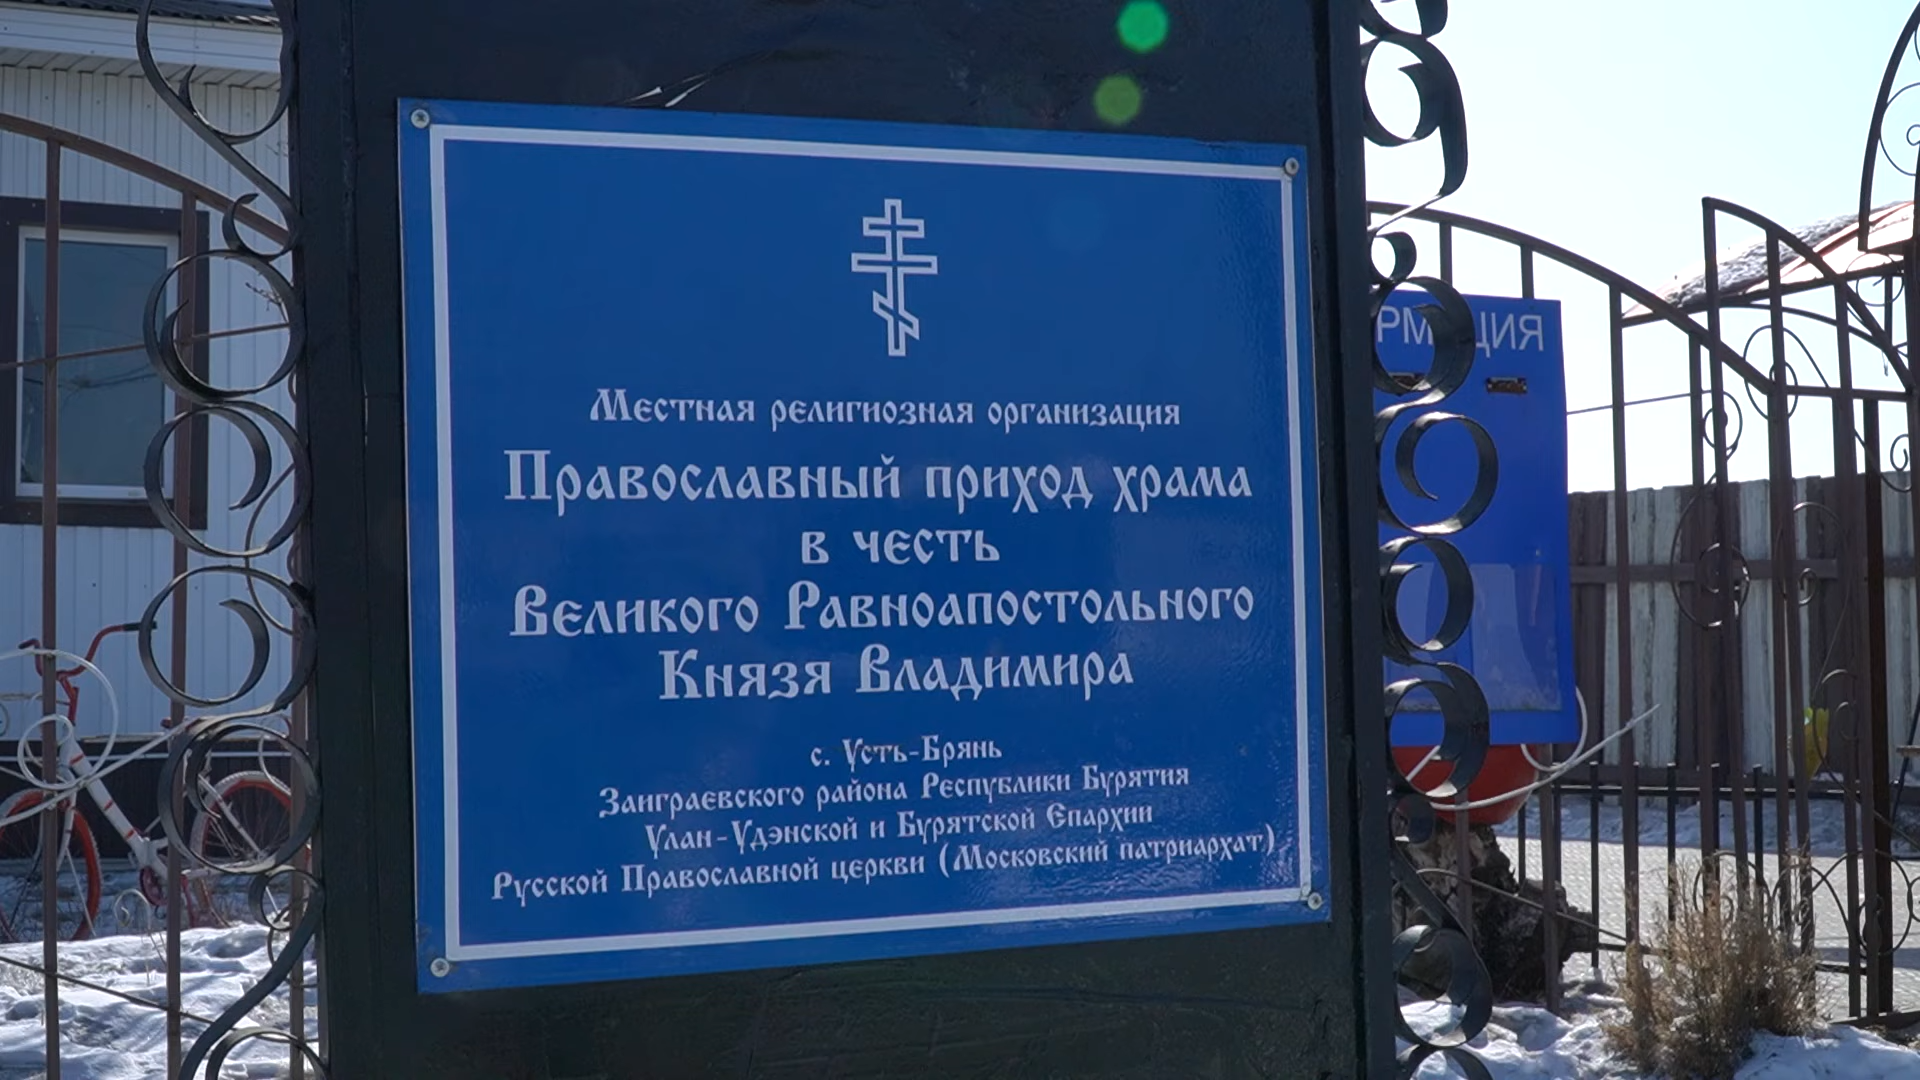 Местная религиозная организация
Православный приход храма
в честь
Великого Равноапостольного
Князя Владимира
с. Усть-Брянь
Заиграевского района Республики Бурятия
Улан-Удэнской и Бурятской Епархии
Русской Православной церкви (Московский патриархат)